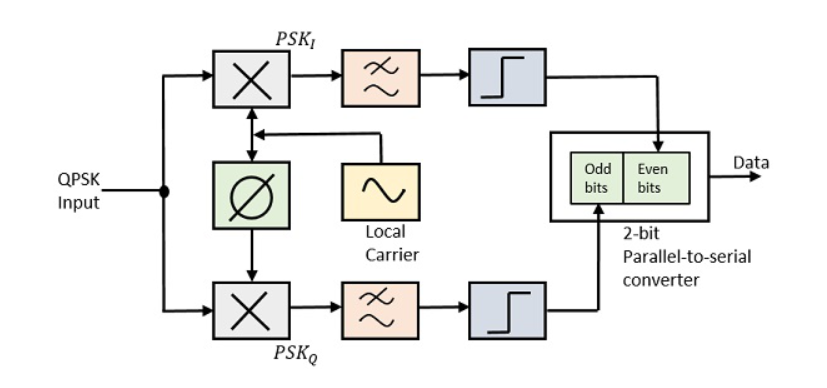 PSK_I
QPSK
Input
Local
Carrier
Odd
bits
Even
bits
Data
2-bit
Parallel-to-serial
converter
PSK_Q